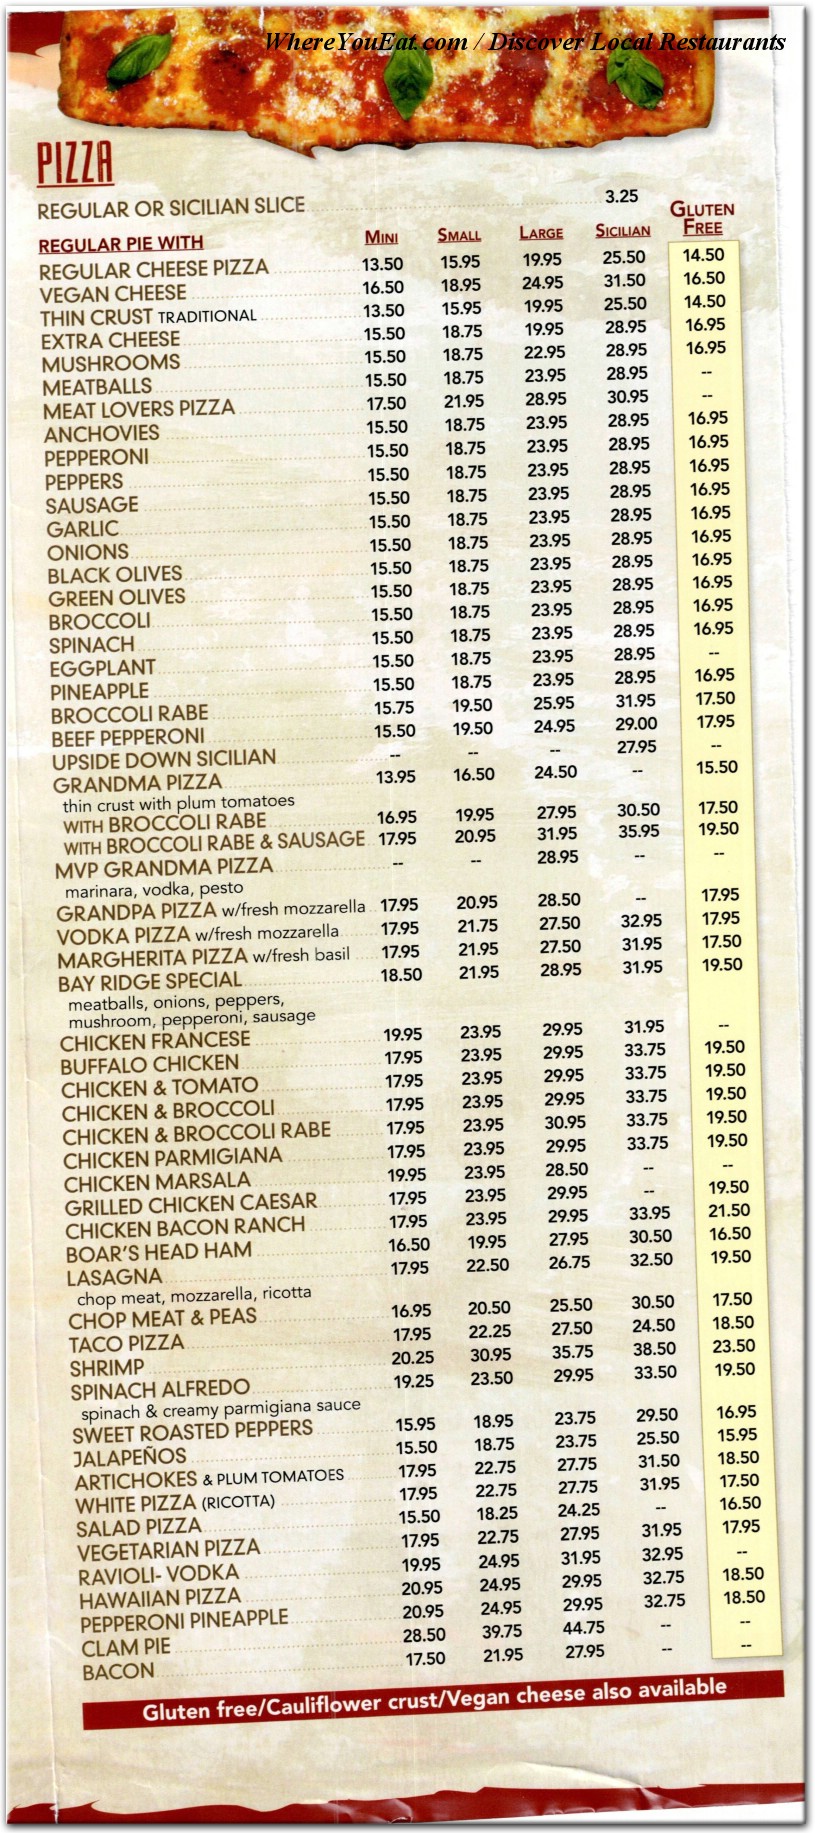 WhereYouEat.com / Discover Local Restaurants
PIZZA
REGULAR OR SICILIAN SLICE 3.25
REGULAR PIE WITH MINI SMALL LARGE SICILIAN GLUTEN FREE
REGULAR CHEESE PIZZA 13.50 15.95 19.95 25.50 14.50
VEGAN CHEESE 16.50 18.95 24.95 31.50 16.50
THIN CRUST TRADITIONAL 13.50 15.95 19.95 25.50 14.50
EXTRA CHEESE 15.50 18.75 19.95 28.95 16.95
MUSHROOMS 15.50 18.75 22.95 28.95 16.95
MEATBALLS 15.50 18.75 23.95 28.95 --
MEAT LOVERS PIZZA 17.50 21.95 28.95 30.95 --
ANCHOVIES 15.50 18.75 23.95 28.95 16.95
PEPPERONI 15.50 18.75 23.95 28.95 16.95
PEPPERS 15.50 18.75 23.95 28.95 16.95
SAUSAGE 15.50 18.75 23.95 28.95 16.95
GARLIC 15.50 18.75 23.95 28.95 16.95
ONIONS 15.50 18.75 23.95 28.95 16.95
BLACK OLIVES 15.50 18.75 23.95 28.95 16.95
GREEN OLIVES 15.50 18.75 23.95 28.95 16.95
BROCCOLI 15.50 18.75 23.95 28.95 16.95
SPINACH 15.50 18.75 23.95 28.95 16.95
EGGPLANT 15.50 18.75 23.95 28.95 --
PINEAPPLE 15.50 18.75 23.95 28.95 16.95
BROCCOLI RABE 15.75 19.50 25.95 31.95 17.50
BEEF PEPPERONI 15.50 19.50 24.95 29.00 17.95
UPSIDE DOWN SICILIAN -- -- -- 27.95 --
GRANDMA PIZZA 13.95 16.50 24.50 -- 15.50
thin crust with plum tomatoes
WITH BROCCOLI RABE 16.95 19.95 27.95 30.50 17.50
WITH BROCCOLI RABE & SAUSAGE 17.95 20.95 31.95 35.95 19.50
MVP GRANDMA PIZZA -- -- 28.95 -- --
marinara, vodka, pesto
GRANDPA PIZZA w/fresh mozzarella 17.95 20.95 28.50 -- 17.95
VODKA PIZZA w/fresh mozzarella 17.95 21.75 27.50 32.95 17.95
MARGHERITA PIZZA w/fresh basil 17.95 21.95 27.50 31.95 17.50
BAY RIDGE SPECIAL 18.50 21.95 28.95 31.95 19.50
meatballs, onions, peppers,
mushroom, pepperoni, sausage
CHICKEN FRANCESE 19.95 23.95 29.95 31.95 --
BUFFALO CHICKEN 17.95 23.95 29.95 33.75 19.50
CHICKEN & TOMATO 17.95 23.95 29.95 33.75 19.50
CHICKEN & BROCCOLI 17.95 23.95 29.95 33.75 19.50
CHICKEN & BROCCOLI RABE 17.95 23.95 30.95 33.75 19.50
CHICKEN PARMIGIANA 17.95 23.95 29.95 33.75 19.50
CHICKEN MARSALA 19.95 23.95 28.50 -- --
GRILLED CHICKEN CAESAR 17.95 23.95 29.95 -- 19.50
CHICKEN BACON RANCH 17.95 23.95 29.95 33.95 21.50
BOAR'S HEAD HAM 16.50 19.95 27.95 30.50 16.50
LASAGNA 17.95 22.50 26.75 32.50 19.50
chop meat, mozzarella, ricotta
CHOP MEAT & PEAS 16.95 20.50 25.50 30.50 17.50
TACO PIZZA 17.95 22.25 27.50 24.50 18.50
SHRIMP 20.25 30.95 35.75 38.50 23.50
SPINACH ALFREDO 19.25 23.50 29.95 33.50 19.50
spinach & creamy parmigiana sauce
SWEET ROASTED PEPPERS 15.95 18.95 23.75 29.50 16.95
JALAPEÑOS 15.50 18.75 23.75 25.50 15.95
ARTICHOKES & PLUM TOMATOES 17.95 22.75 27.75 31.50 18.50
WHITE PIZZA (RICOTTA) 17.95 22.75 27.75 31.95 17.50
SALAD PIZZA 15.50 18.25 24.25 -- 16.50
VEGETARIAN PIZZA 17.95 22.75 27.95 31.95 17.95
RAVIOLI- VODKA 19.95 24.95 31.95 32.95 --
HAWAIIAN PIZZA 20.95 24.95 29.95 32.75 18.50
PEPPERONI PINEAPPLE 20.95 24.95 29.95 32.75 18.50
CLAM PIE 28.50 39.75 44.75 -- --
BACON 17.50 21.95 27.95 -- --
Gluten free/Cauliflower crust/Vegan cheese also available